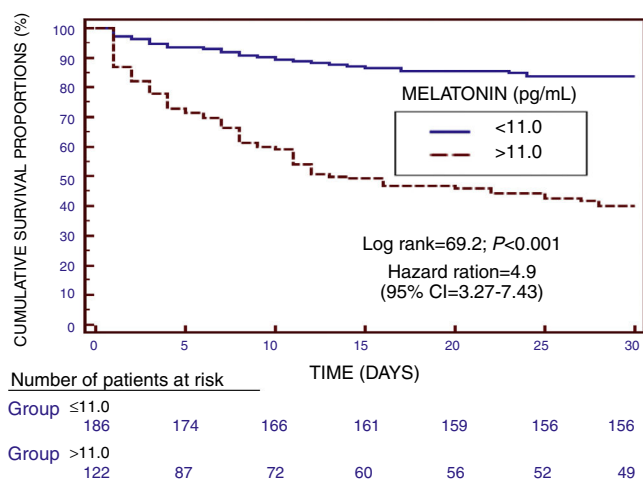 CUMULATIVE SURVIVAL PROPORTIONS (%)
100
90
80
70
60
50
40
30
20
10
0
MELATONIN (pg/mL)
<11.0
>11.0
Log rank=69.2; P<0.001
Hazard ration=4.9
(95% CI=3.27-7.43)
0 5 10 15 20 25 30
TIME (DAYS)
Number of patients at risk
Group ≤11.0
186 174 166 161 159 156 156
Group >11.0
122 87 72 60 56 52 49